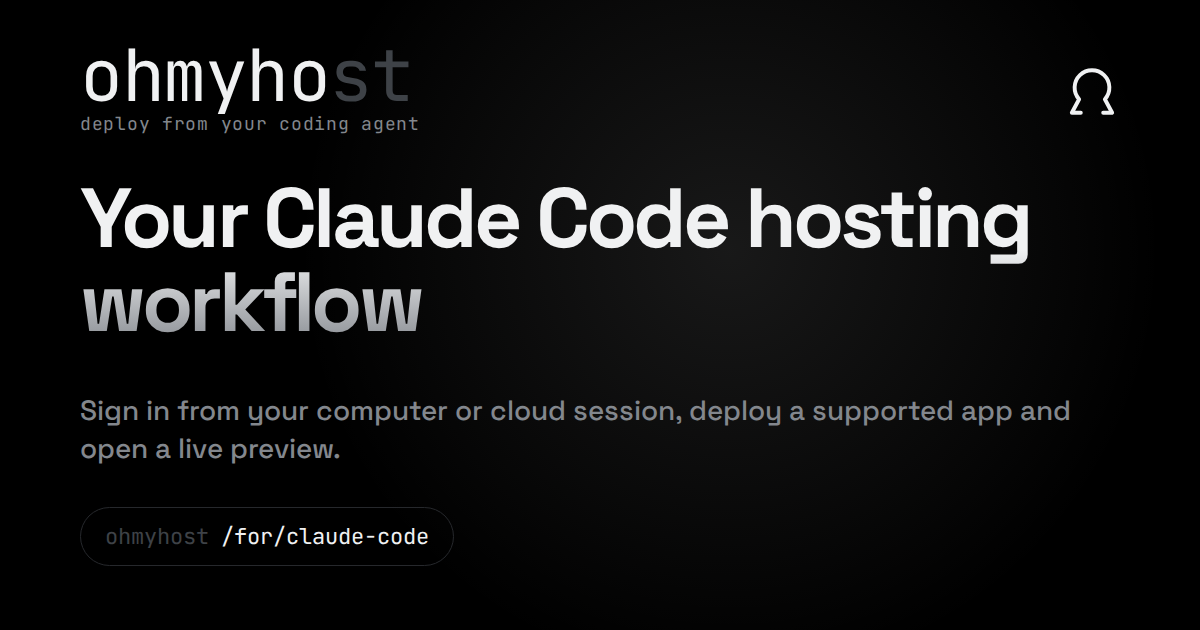 ohmyhost
deploy from your coding agent
Your Claude Code hosting
workflow
Sign in from your computer or cloud session, deploy a supported app and
open a live preview.
ohmyhost /for/claude-code